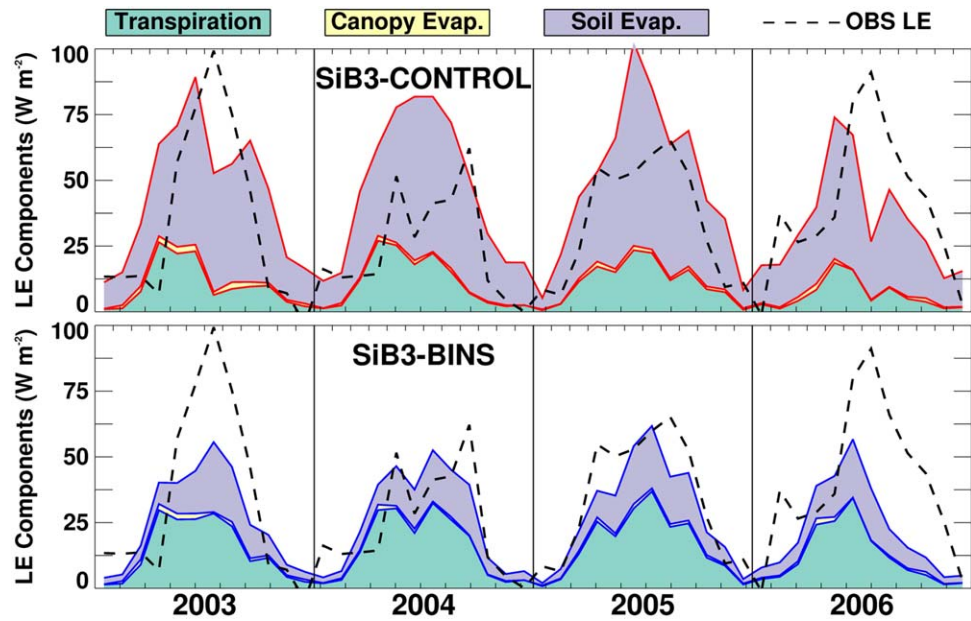 Transpiration Canopy Evap. Soil Evap. OBS LE
SiB3-CONTROL
LE Components (W m⁻²)
100
75
50
25
0
SiB3-BINS
LE Components (W m⁻²)
100
75
50
25
0
2003 2004 2005 2006